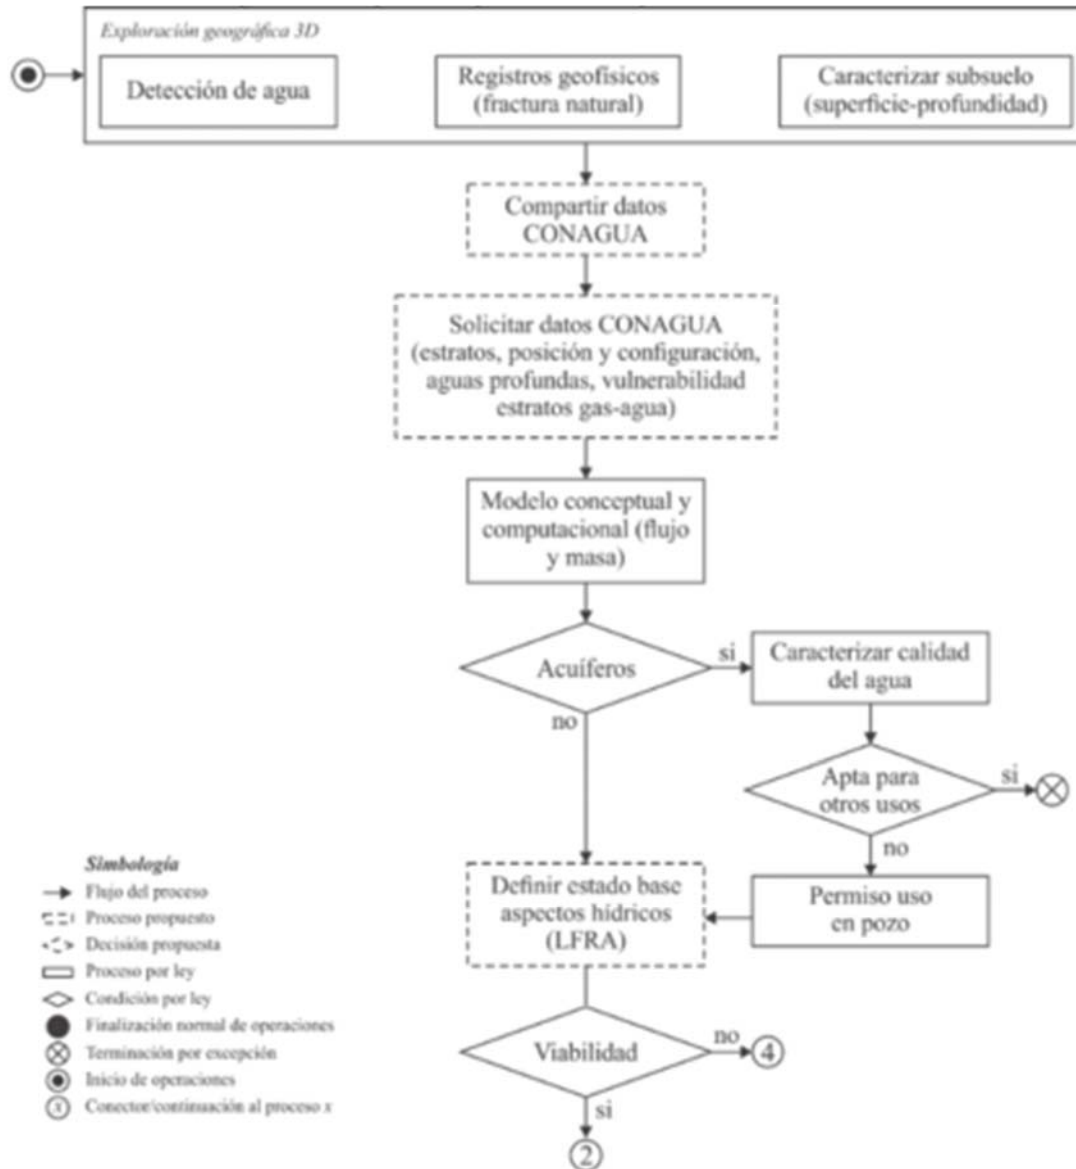 Exploración geográfica 3D
Detección de agua
Registros geofísicos
(fractura natural)
Caracterizar subsuelo
(superficie-profundidad)
Compartir datos
CONAGUA
Solicitar datos CONAGUA
(estratos, posición y configuración,
aguas profundas, vulnerabilidad
estratos gas-agua)
Modelo conceptual y
computacional (flujo
y masa)
Acuíferos
si
no
Caracterizar calidad
del agua
Apta para
otros usos
si
no
Permiso uso
en pozo
Definir estado base
aspectos hídricos
(LFRA)
Viabilidad
no
4
si
2
Simbología
Flujo del proceso
Proceso propuesto
Decisión propuesta
Proceso por ley
Condición por ley
Finalización normal de operaciones
Terminación por excepción
Inicio de operaciones
x Conector/continuación al proceso x